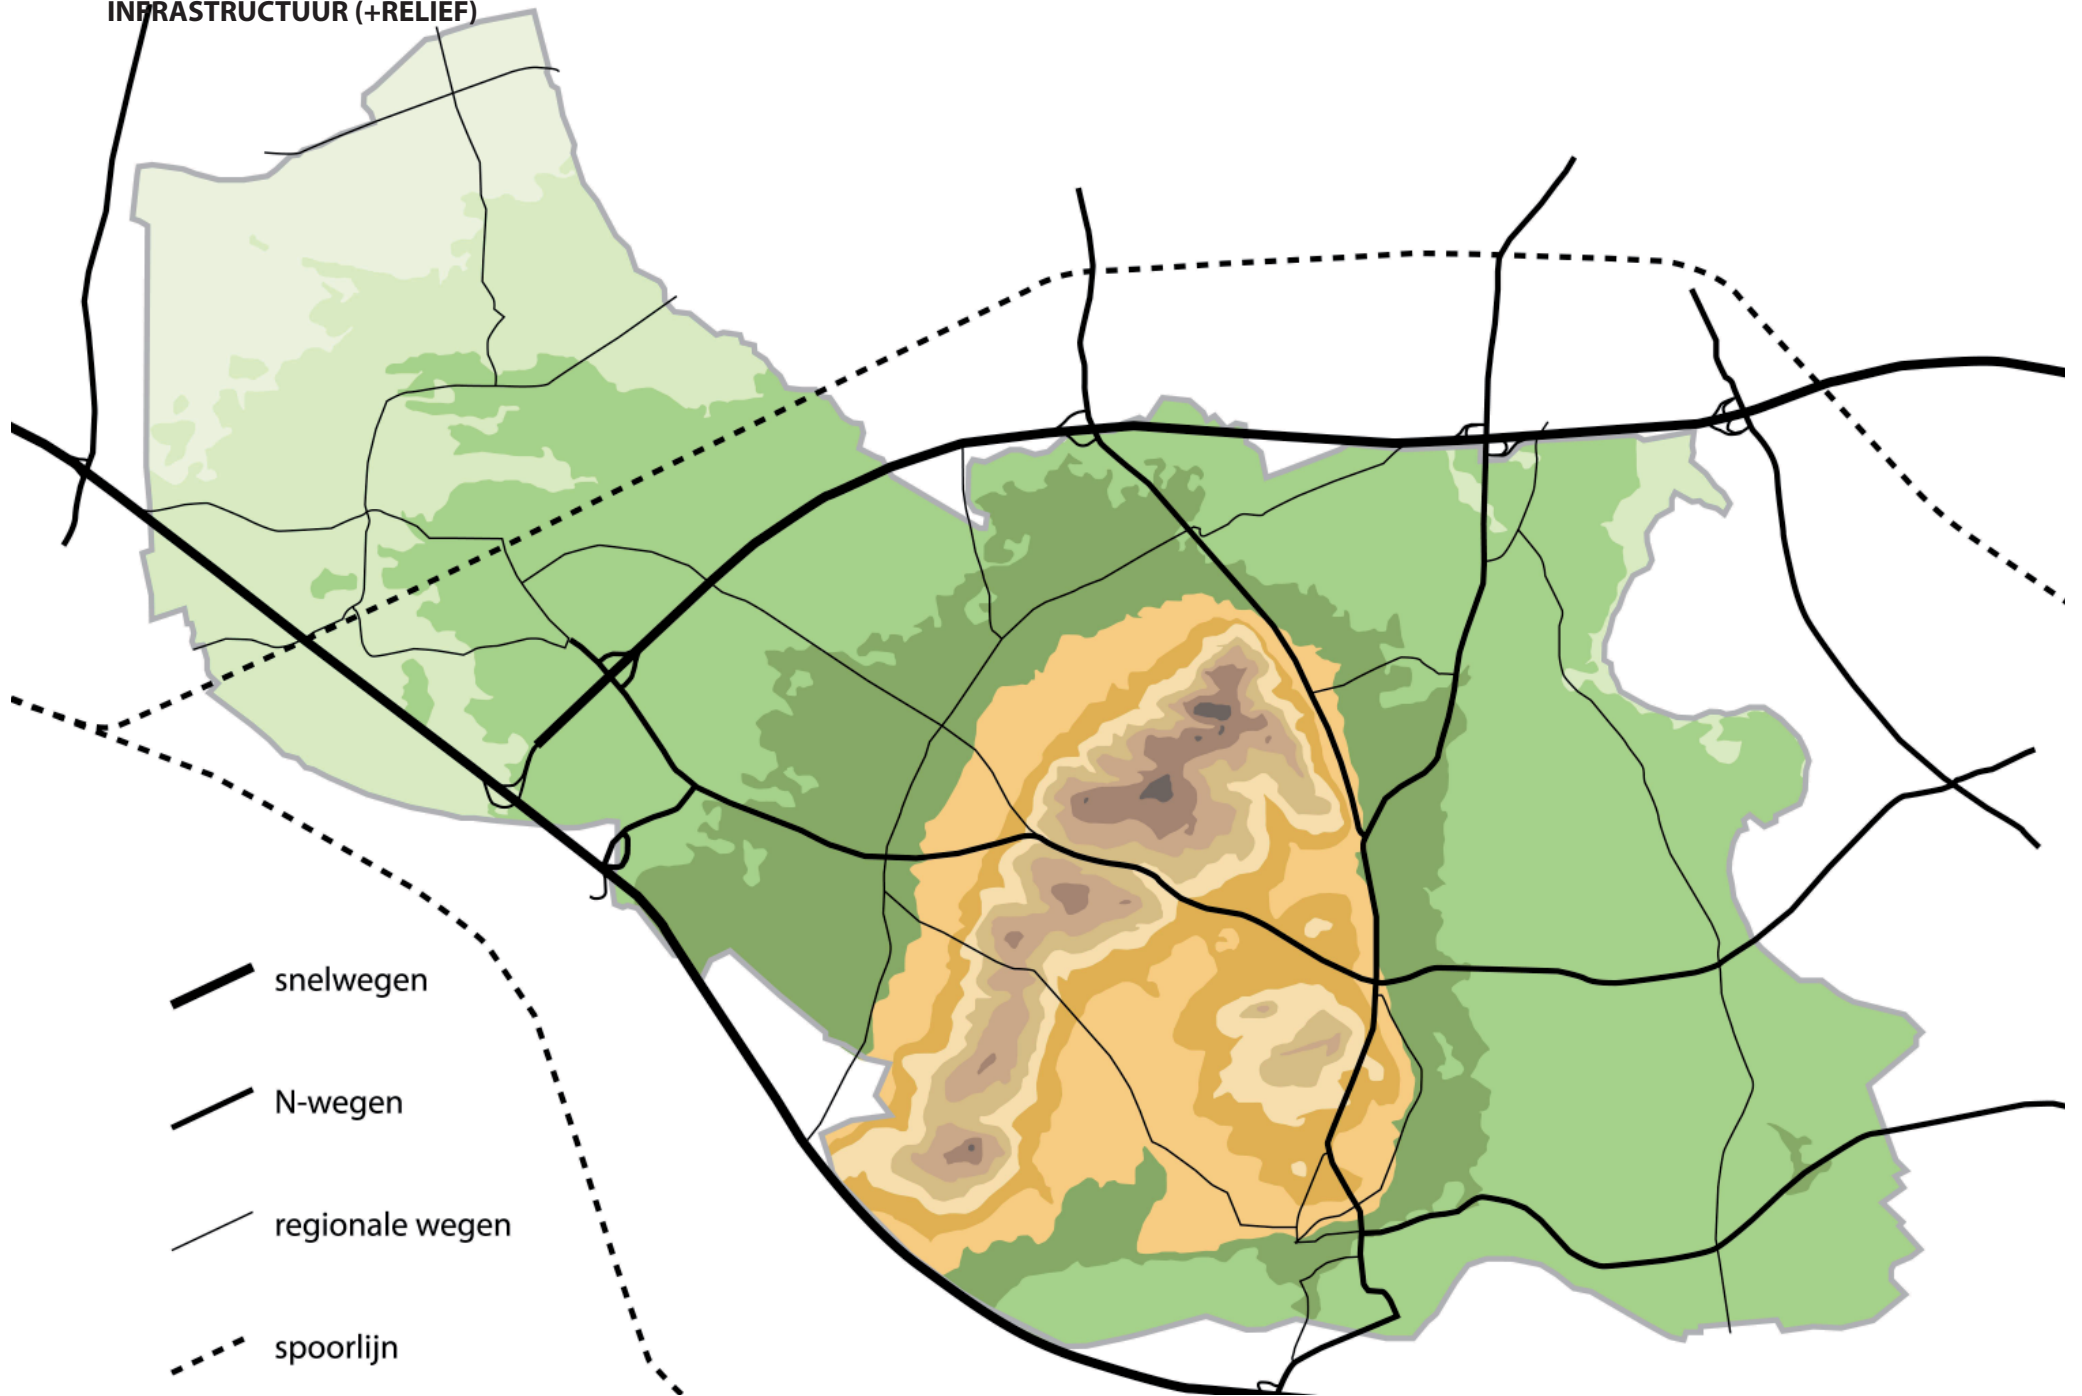 INFRASTRUCTUUR (+RELIEF)
snelwegen
N-wegen
regionale wegen
spoorlijn